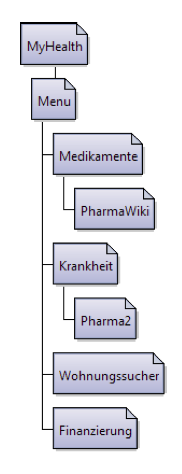 MyHealth
Menu
Medikamente
PharmaWiki
Krankheit
Pharma2
Wohnungssucher
Finanzierung